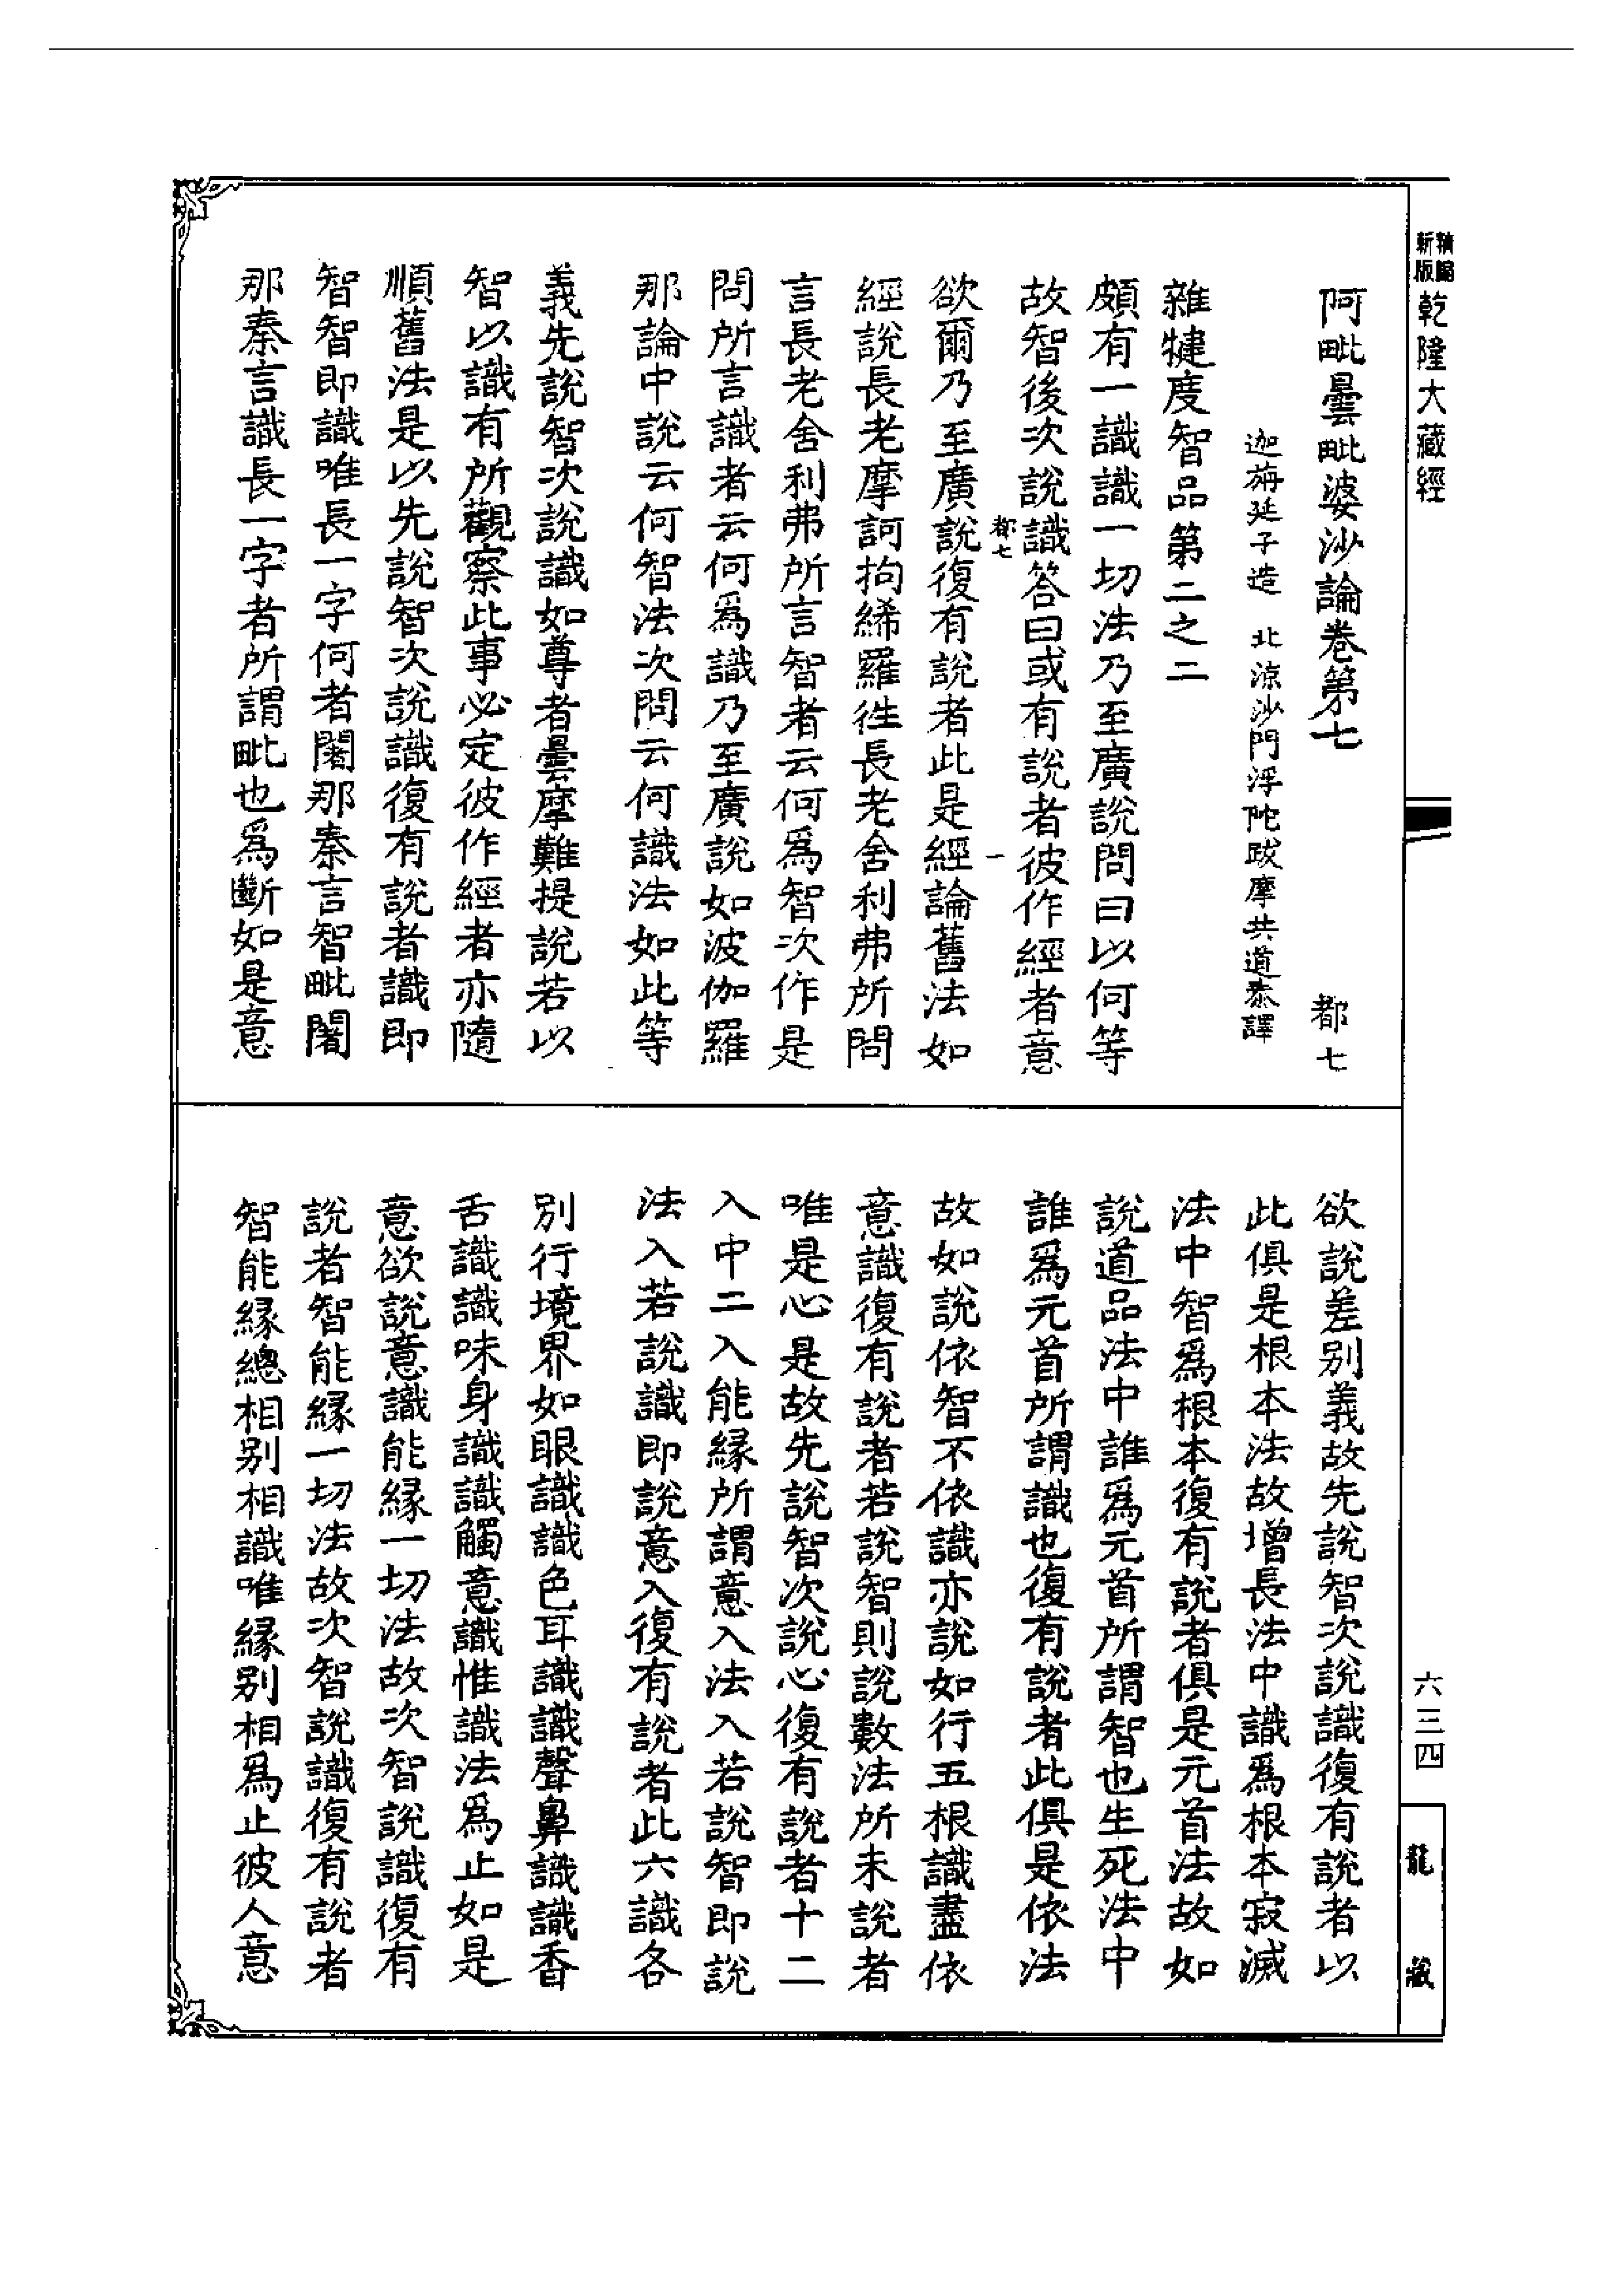 新版精縮乾隆大藏經
阿毗曇毗婆沙論卷第七 都七
迦旃延子造 北涼沙門浮陀跋摩共道泰譯
雜犍度智品第二之二
頗有一識識一切法乃至廣說問曰以何等
故智後次說識答曰或有說者彼作經者意
都七 一
欲爾乃至廣說復有說者此是經論舊法如
經說長老摩訶拘絺羅往長老舍利弗所問
言長老舍利弗所言智者云何為智次作是
問所言識者云何為識乃至廣說如波伽羅
那論中說云何智法次問云何識法如此等
義先說智次說識如尊者曇摩難提說若以
智以識有所觀察此事必定彼作經者亦隨
順舊法是以先說智次說識復有說者識即
智智即識唯長一字何者闍那秦言智毗闍
那秦言識長一字者所謂毗也為斷如是意
欲說差別義故先說智次說識復有說者以
此俱是根本法故增長法中識為根本寂滅
法中智為根本復有說者俱是元首法故如
說道品法中誰為元首所謂智也生死法中
誰為元首所謂識也復有說者此俱是依法
故如說依智不依識亦說如行五根識盡依
意識復有說者若說智則說數法所未說者
唯是心是故先說智次說心復有說者十二
入中二入能緣所謂意入法入若說智即說
法入若說識即說意入復有說者此六識各
別行境界如眼識識色耳識識聲鼻識識香
舌識識味身識識觸意識惟識法為止如是
意欲說意識能緣一切法故次智說識復有
說者智能緣一切法故次智說識復有說者
智能緣總相別相識唯緣別相為止彼人意
六三四
龍藏